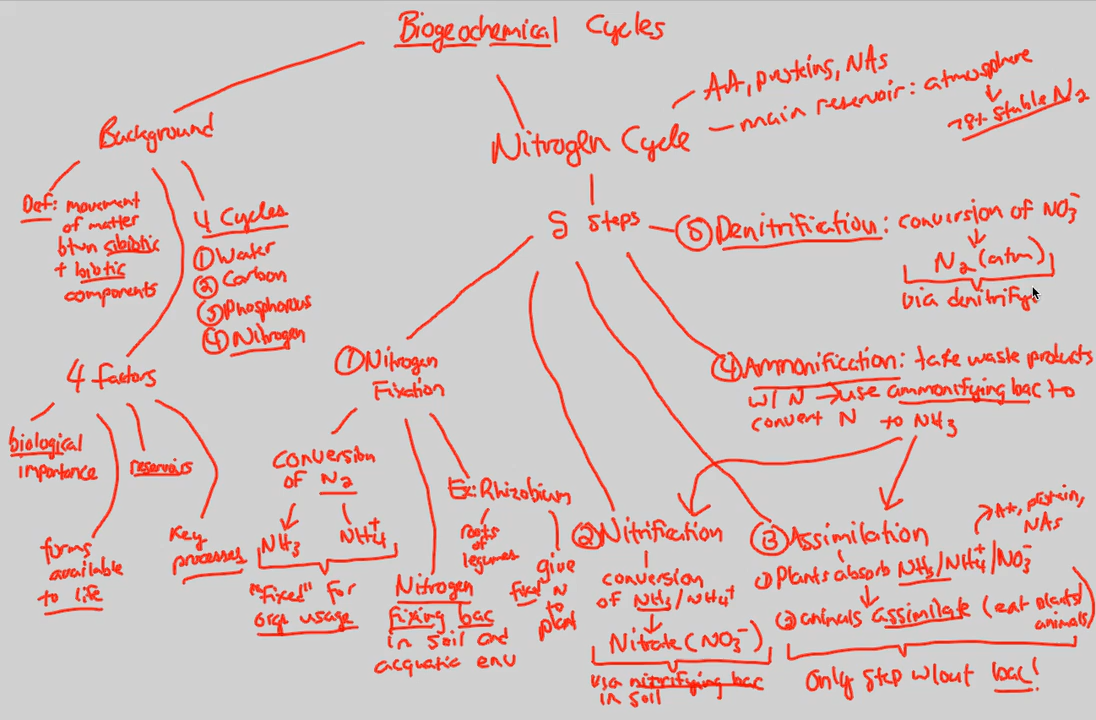 Biogeochemical Cycles
Background
Def: movement
of matter
btwn abiotic
+ biotic
components
4 Cycles
① Water
② Carbon
③ Phosphorous
④ Nitrogen
4 factors
biological
importance
forms
available
to life
reservoirs
Key
processes
Nitrogen Cycle
AA, proteins, NAs
main reservoir: atmosphere
78% stable N2
5 Steps
① Nitrogen
Fixation
conversion
of N2
NH3 NH4+
"fixed" for
orgo usage
Nitrogen
fixing bac
in soil and
acquatic env
Ex: Rhizobium
roots
of
legumes
give
fixed N
to
plant
② Nitrification
conversion
of NH3/NH4+
Nitrate (NO3-)
via nitrifying bac
in soil
③ Assimilation
① Plants absorb NH3/NH4+/NO3-
AA, protein,
NAs
② animals assimilate (eat plants/
animals)
Only step w/out bac!
④ Ammonification: take waste products
w/ N → use ammonifying bac to
convert N to NH3
⑤ Denitrification: conversion of NO3-
N2 (atm)
via denitrify